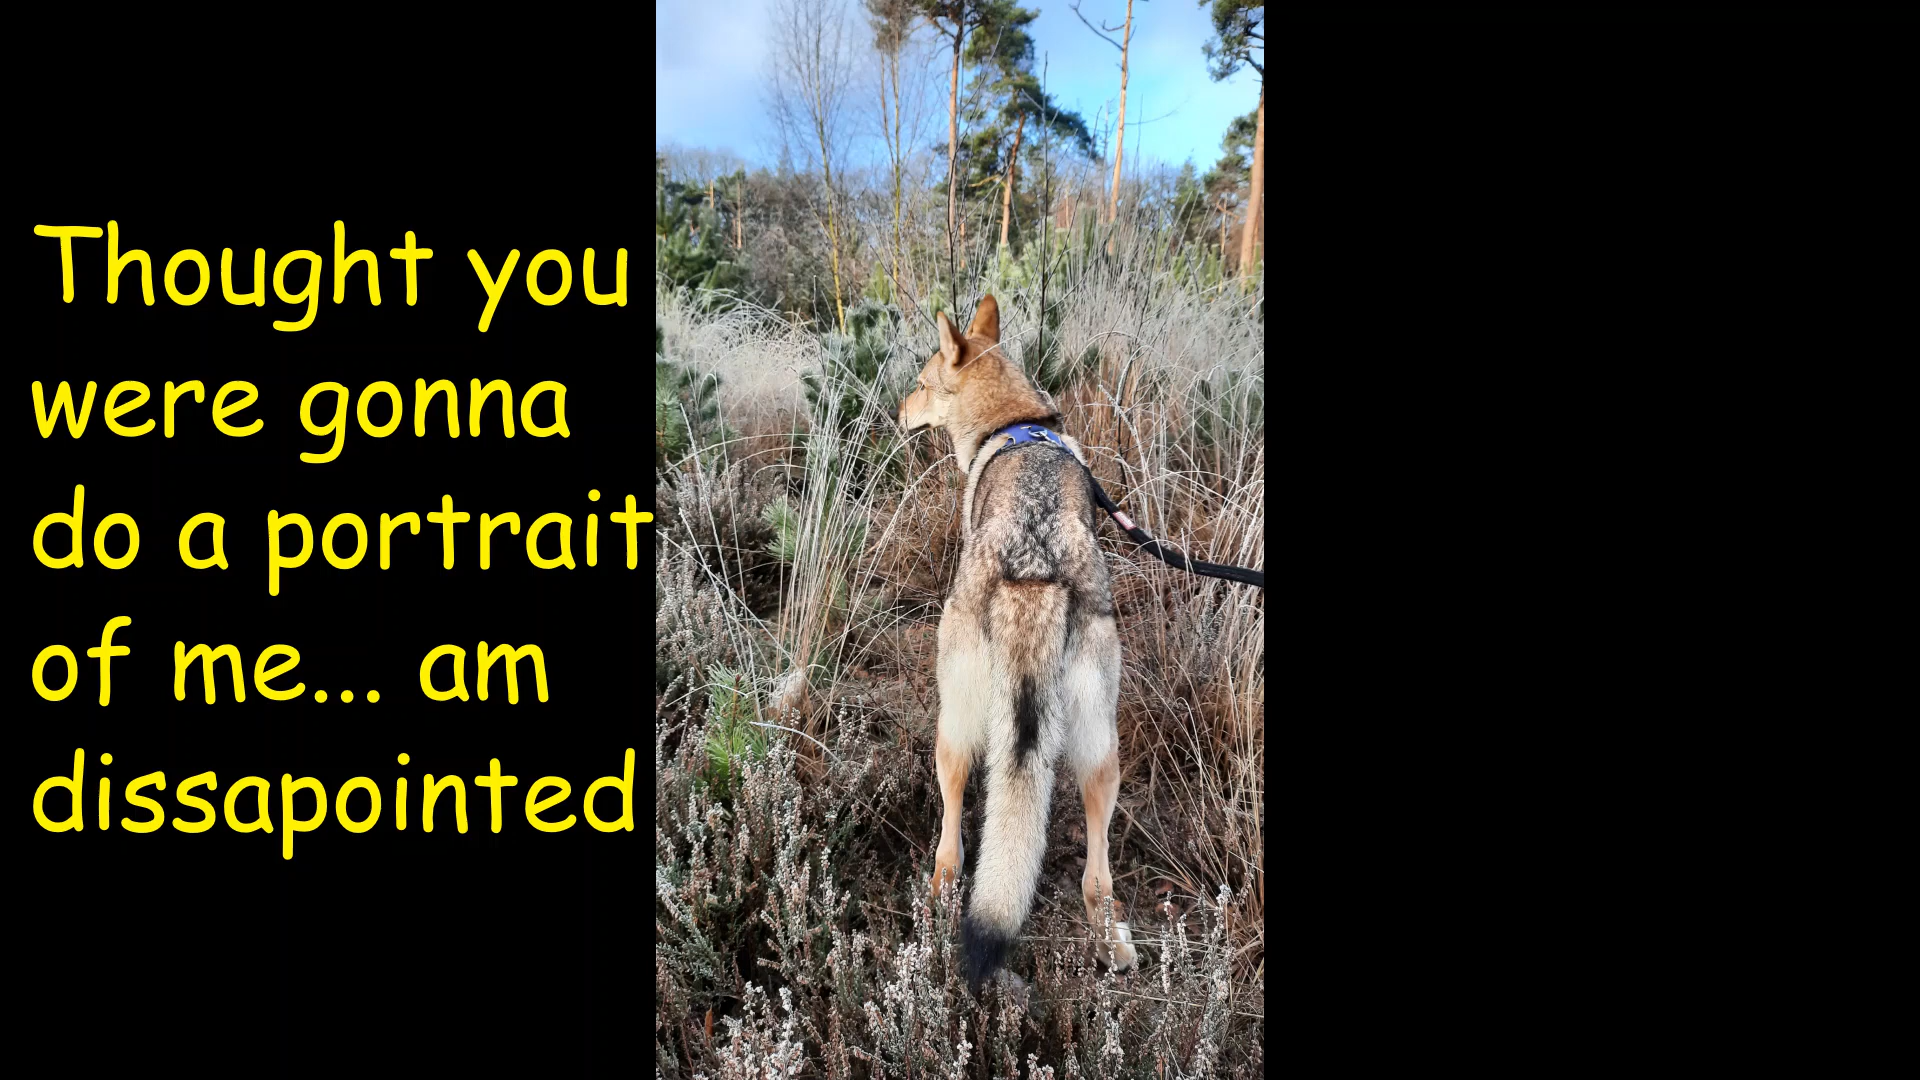 Thought you
were gonna
do a portrait
of me... am
dissapointed